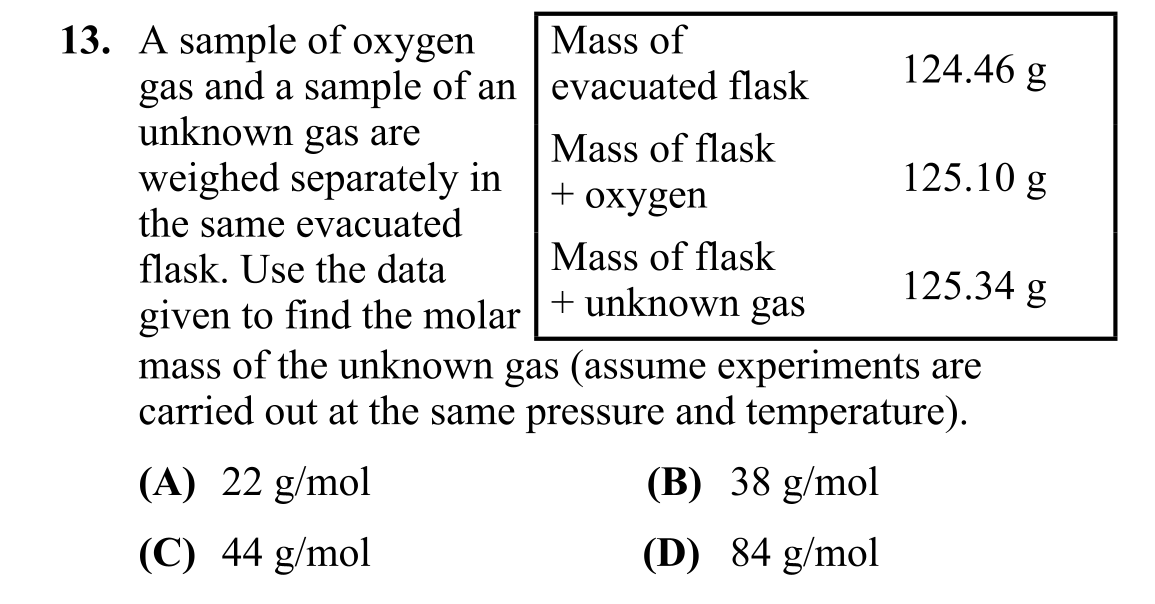 13. A sample of oxygen
gas and a sample of an
unknown gas are
weighed separately in
the same evacuated
flask. Use the data
given to find the molar
Mass of
evacuated flask 124.46 g
Mass of flask
+ oxygen 125.10 g
Mass of flask
+ unknown gas 125.34 g
mass of the unknown gas (assume experiments are
carried out at the same pressure and temperature).
(A) 22 g/mol (B) 38 g/mol
(C) 44 g/mol (D) 84 g/mol